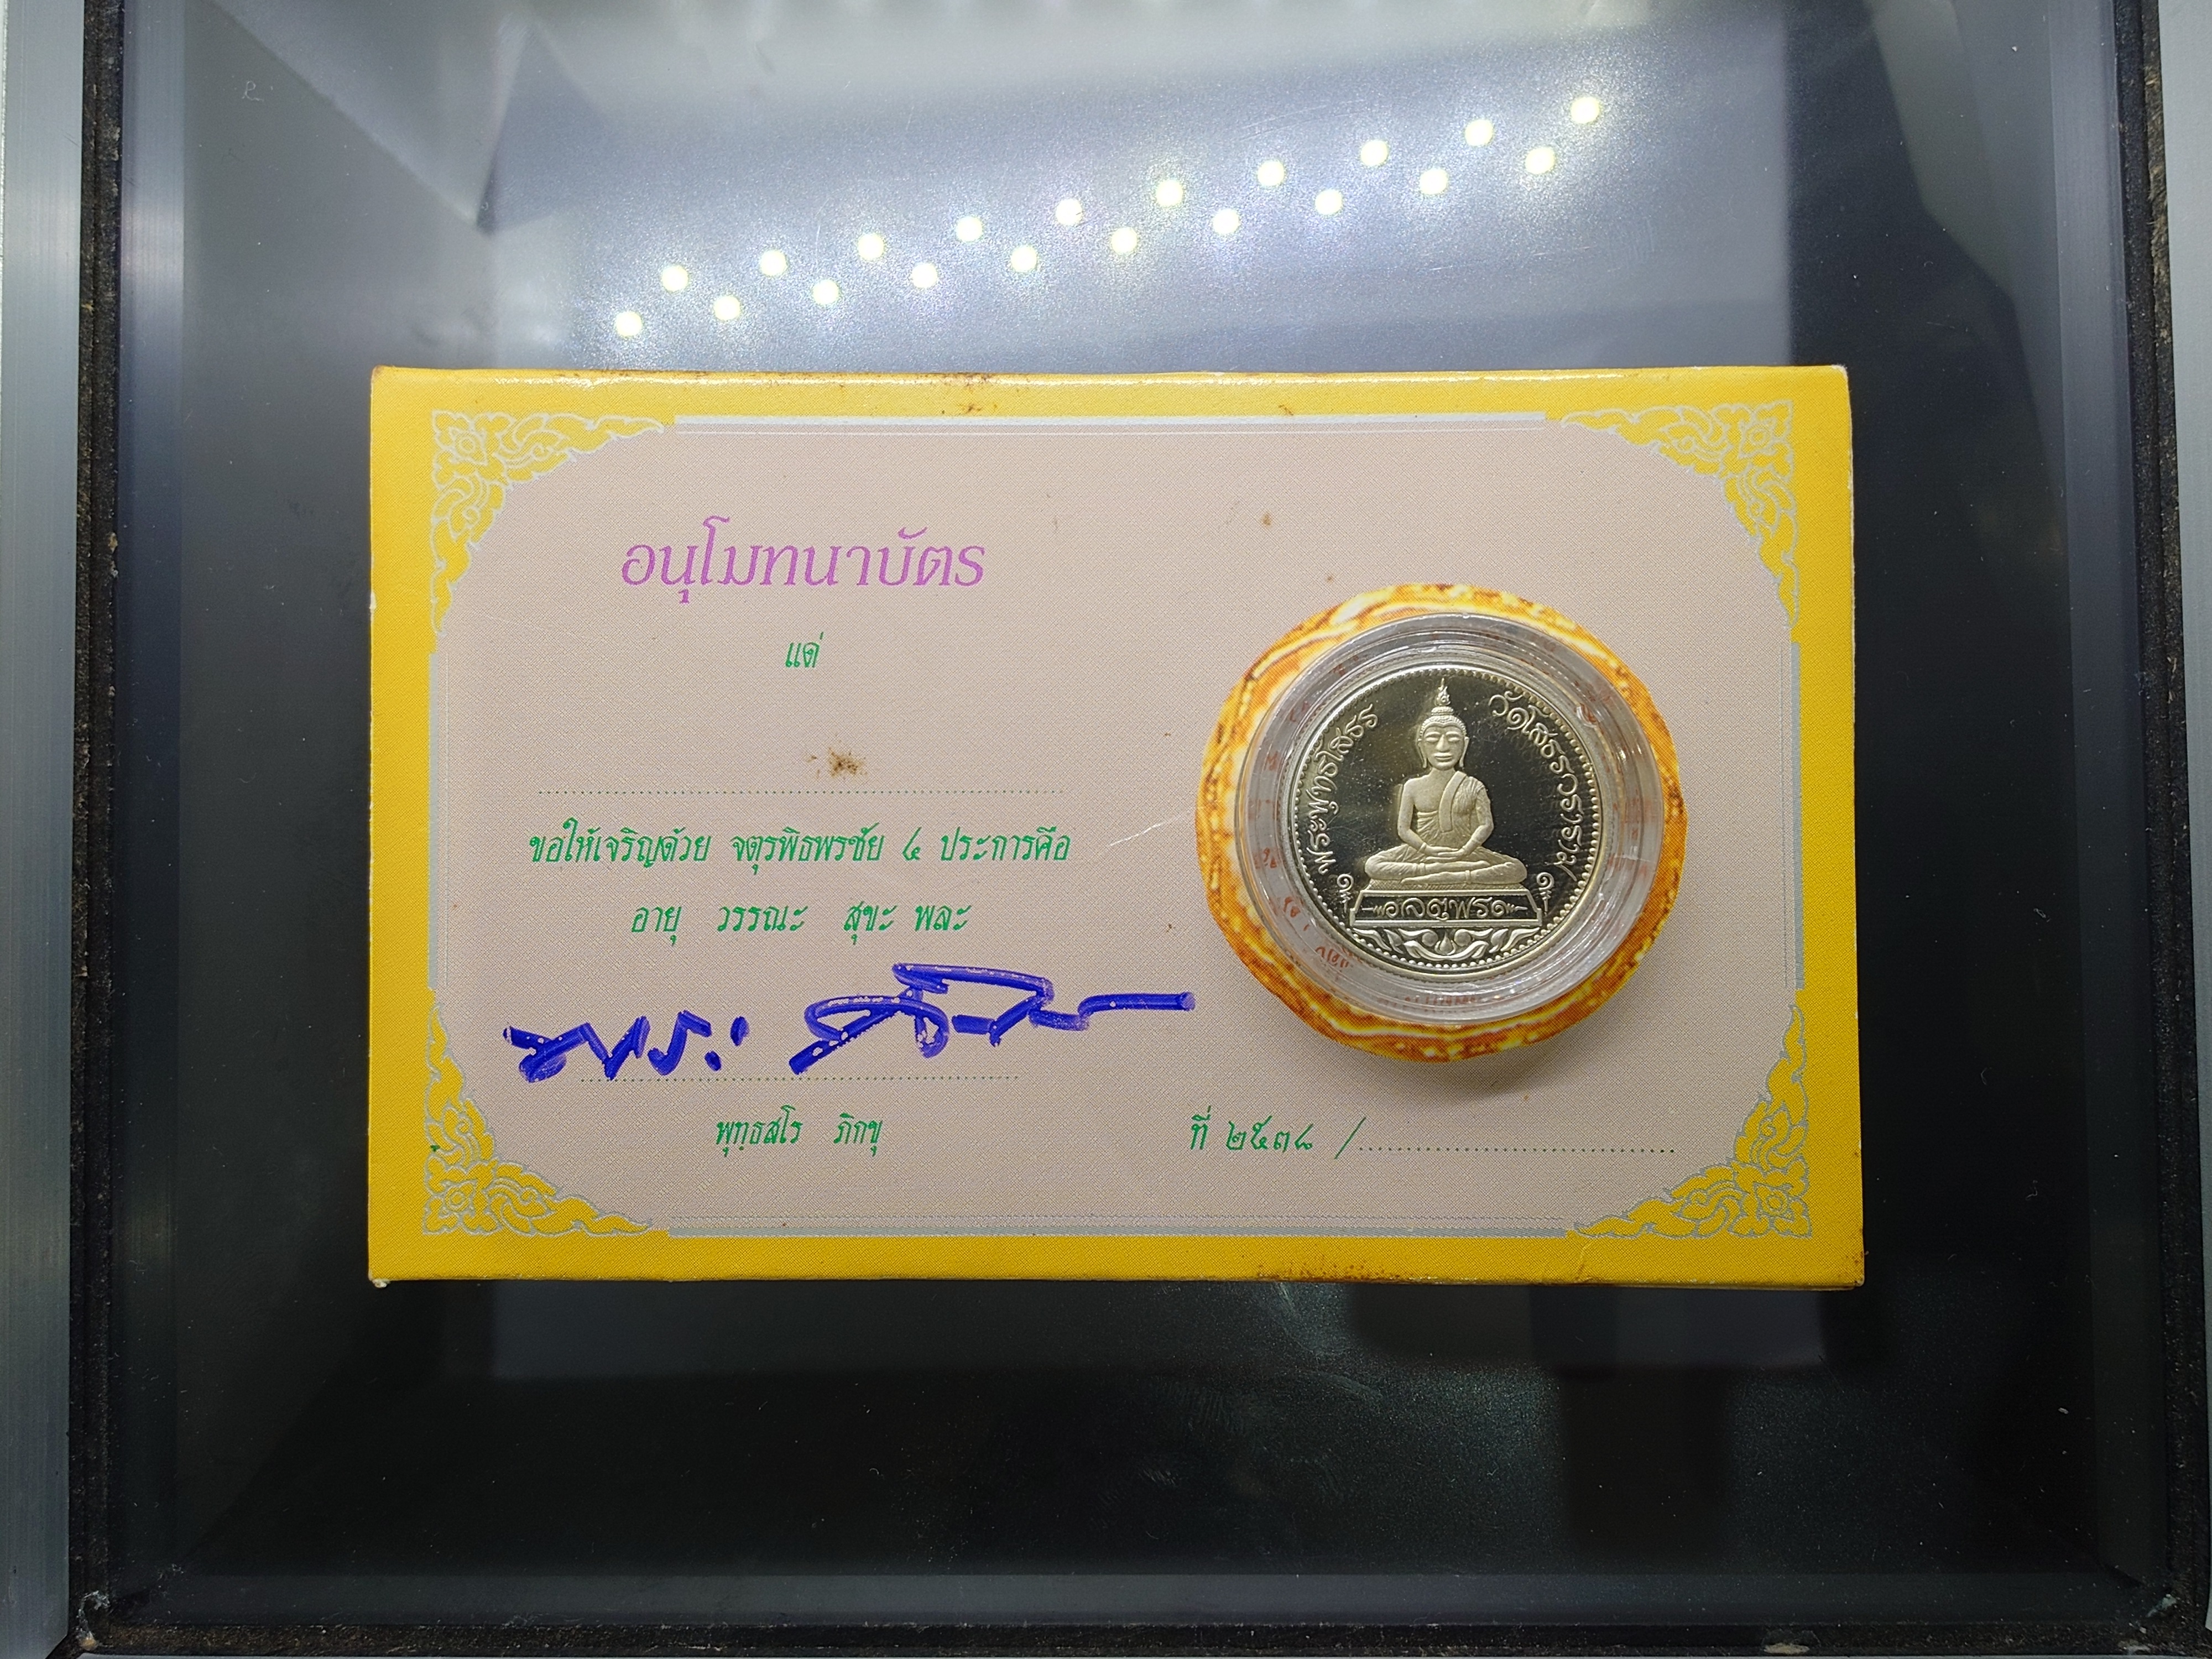 อนุโมทนาบัตร
แด่
ขอให้เจริญด้วย จตุรพิธพรชัย ๔ ประการคือ
อายุ วรรณะ สุขะ พละ
พระ
พุทธสโร ภิกขุ
ที่ ๒๕๓๘ /
พระพุทธโสธร
วัดโสธรวราราม